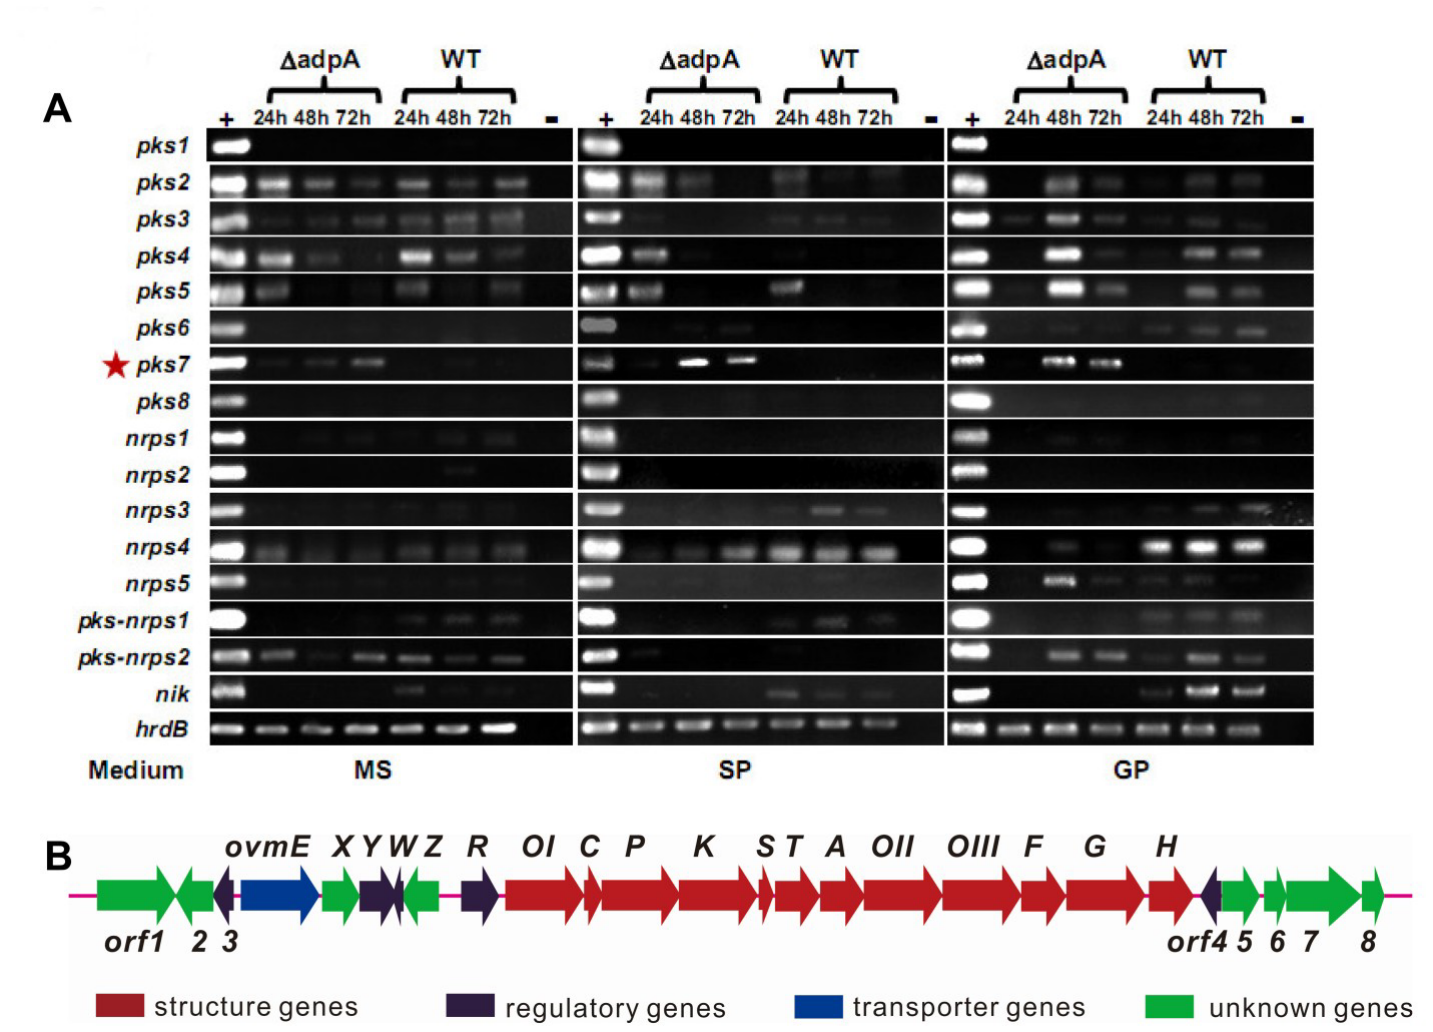 ΔadpA WT ΔadpA WT ΔadpA WT
A
+ 24h 48h 72h 24h 48h 72h - + 24h 48h 72h 24h 48h 72h - + 24h 48h 72h 24h 48h 72h -
pks1
pks2
pks3
pks4
pks5
pks6
pks7
pks8
nrps1
nrps2
nrps3
nrps4
nrps5
pks-nrps1
pks-nrps2
nik
hrdB
Medium MS SP GP
B
ovmE X Y W Z R OI C P K S T A OII OIII F G H
orf1 2 3 orf4 5 6 7 8
structure genes regulatory genes transporter genes unknown genes